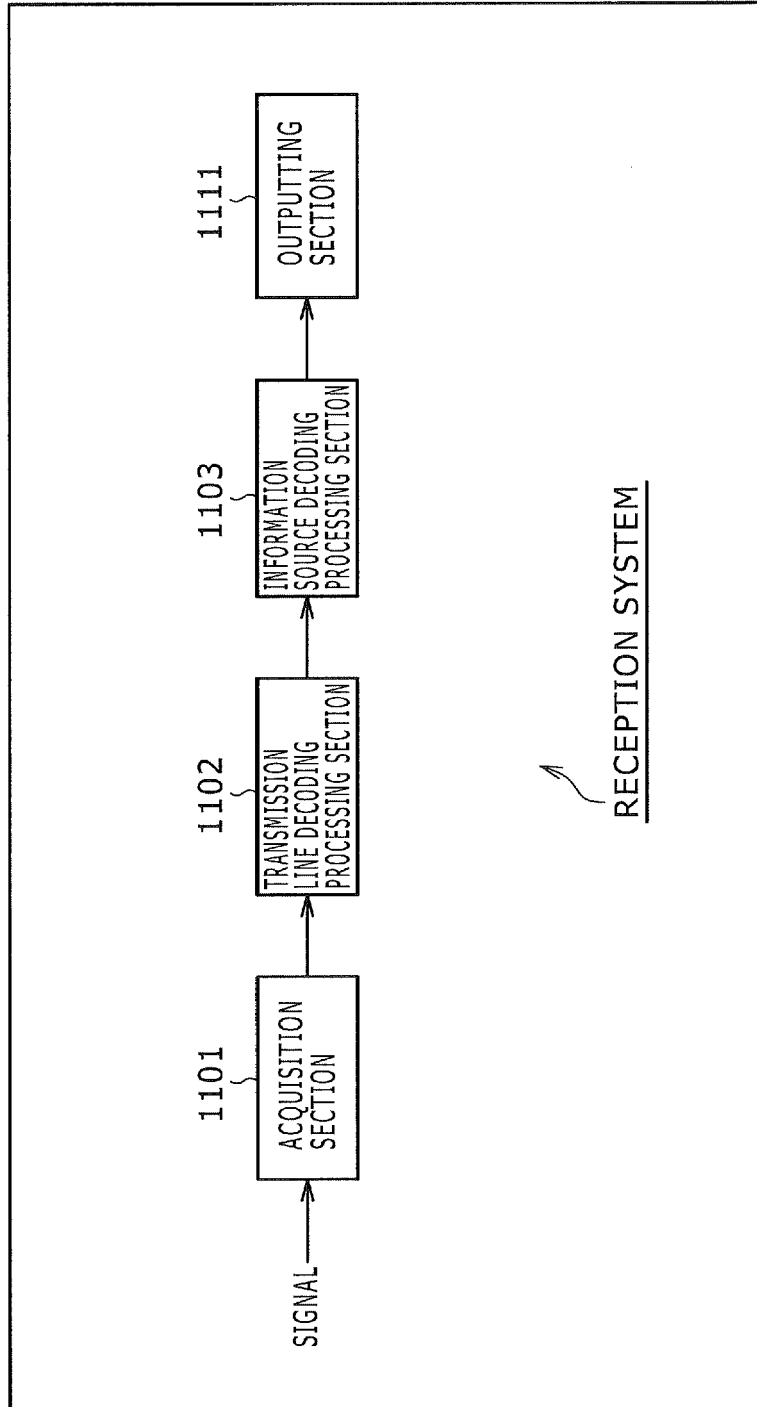 SIGNAL
1101
ACQUISITION
SECTION
1102
TRANSMISSION
LINE DECODING
PROCESSING SECTION
1103
INFORMATION
SOURCE DECODING
PROCESSING SECTION
1111
OUTPUTTING
SECTION
RECEPTION SYSTEM